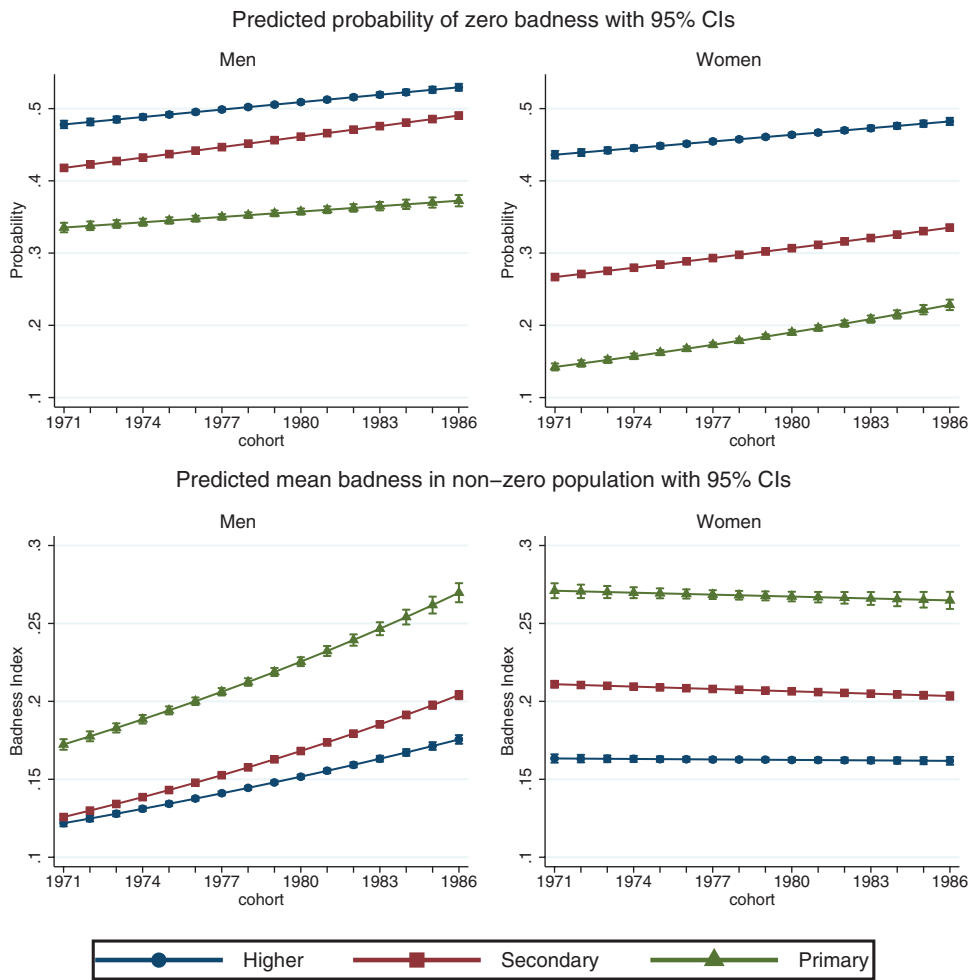 Predicted probability of zero badness with 95% CIs
Men
Women
Probability
.5
.4
.3
.2
.1
1971 1974 1977 1980 1983 1986
cohort
Probability
.5
.4
.3
.2
.1
1971 1974 1977 1980 1983 1986
cohort
Predicted mean badness in non−zero population with 95% CIs
Men
Women
Badness Index
.3
.25
.2
.15
.1
1971 1974 1977 1980 1983 1986
cohort
Badness Index
.3
.25
.2
.15
.1
1971 1974 1977 1980 1983 1986
cohort
Higher Secondary Primary